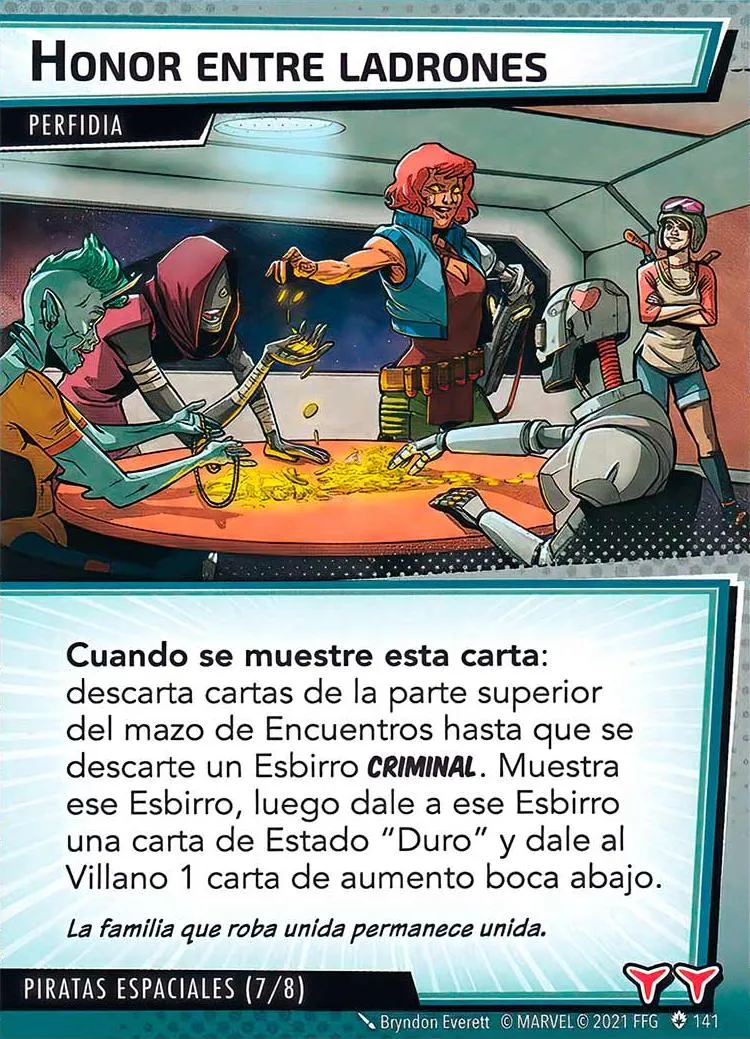 HONOR ENTRE LADRONES
PERFIDIA
Cuando se muestre esta carta:
descarta cartas de la parte superior
del mazo de Encuentros hasta que se
descarte un Esbirro CRIMINAL. Muestra
ese Esbirro, luego dale a ese Esbirro
una carta de Estado “Duro” y dale al
Villano 1 carta de aumento boca abajo.
La familia que roba unida permanece unida.
PIRATAS ESPACIALES (7/8)
Bryndon Everett © MARVEL © 2021 FFG 141